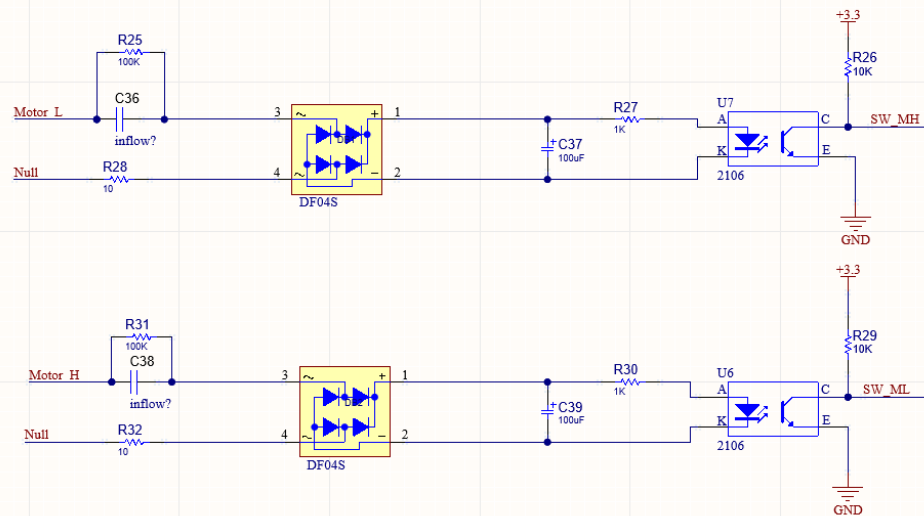 R25
100K
Motor_L
C36
inflow?
3
1
DF04S
4
2
Null
R28
10
C37
100uF
R27
1K
U7
A
K
C
E
2106
+3.3
R26
10K
SW_MH
GND
R31
100K
Motor_H
C38
inflow?
3
1
DF04S
4
2
Null
R32
10
C39
100uF
R30
1K
U6
A
K
C
E
2106
+3.3
R29
10K
SW_ML
GND